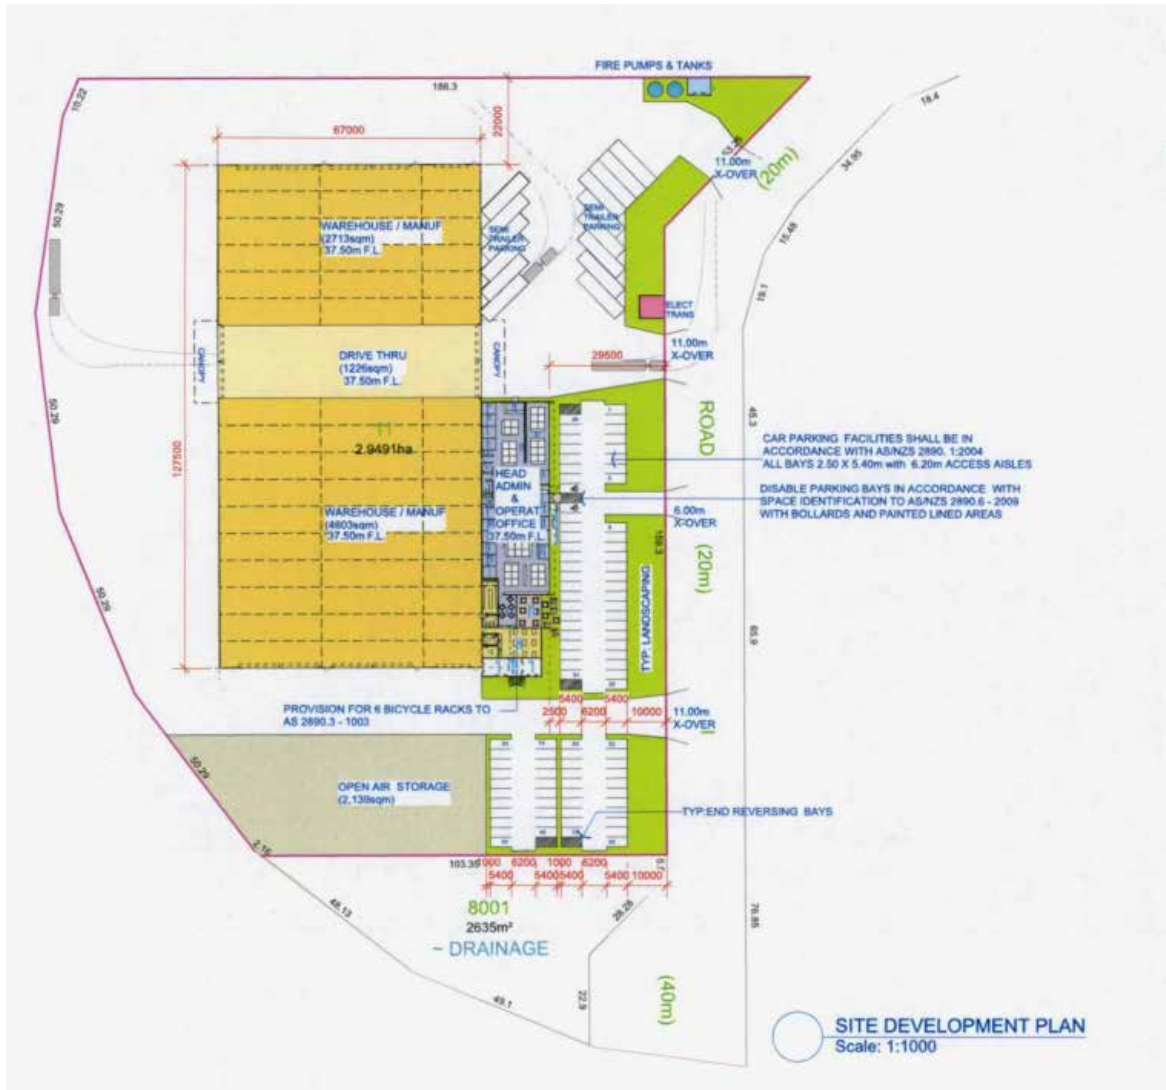 FIRE PUMPS & TANKS
186.3
10.22
18.4
67000
22000
11.00m
X-OVER
(20m)
34.95
50.29
15.48
WAREHOUSE / MANUF
(2713sqm)
37.50m F.L.
SEMI
TRAILER
PARKING
SEMI
TRAILER
PARKING
19.1
ELECT
TRANS
11.00m
X-OVER
CANOPY
DRIVE THRU
(1226sqm)
37.50m F.L.
CANOPY
29500
50.29
127500
11
2.9491ha
ROAD
45.3
CAR PARKING FACILITIES SHALL BE IN
ACCORDANCE WITH AS/NZS 2890. 1:2004
ALL BAYS 2.50 X 5.40m with 6.20m ACCESS AISLES
HEAD
ADMIN
&
OPERAT
OFFICE
37.50m F.L.
DISABLE PARKING BAYS IN ACCORDANCE WITH
SPACE IDENTIFICATION TO AS/NZS 2890.6 - 2009
WITH BOLLARDS AND PAINTED LINED AREAS
WAREHOUSE / MANUF
(4603sqm)
37.50m F.L.
6.00m
X-OVER
159.3
(20m)
50.29
TYP: LANDSCAPING
65.9
PROVISION FOR 6 BICYCLE RACKS TO
AS 2890.3 - 1003
5400
5400
2500
6200
10000
11.00m
X-OVER
50.29
OPEN AIR STORAGE
(2,139sqm)
TYP:END REVERSING BAYS
2.16
103.35
1000
6200
1000
6200
5400
5400
5400
5400
10000
8001
2635m²
~ DRAINAGE
48.13
28.28
76.85
49.1
22.9
(40m)
SITE DEVELOPMENT PLAN
Scale: 1:1000